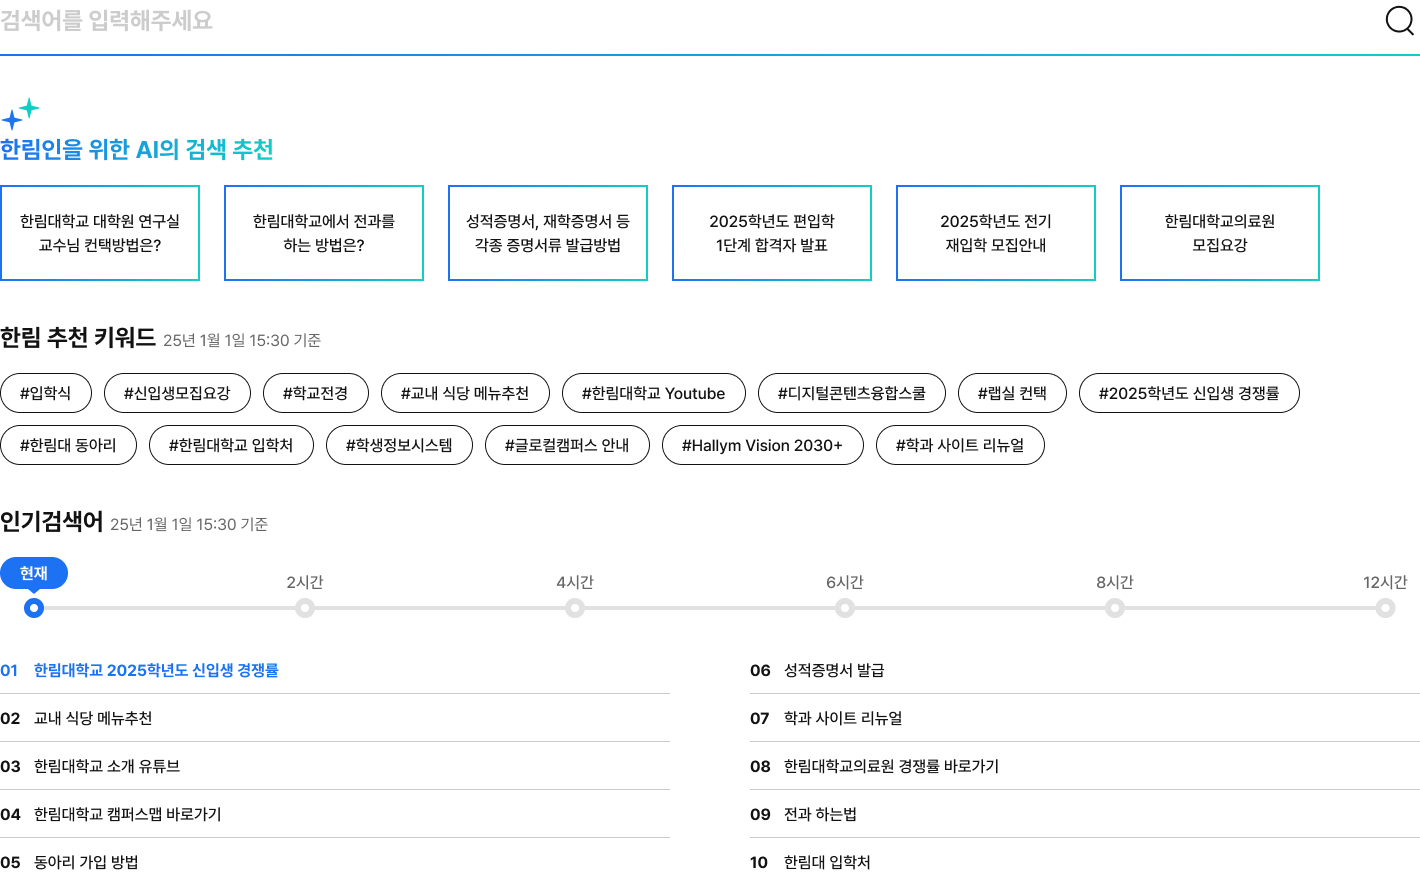 검색어를 입력해주세요
한림인을 위한 AI의 검색 추천
한림대학교 대학원 연구실
교수님 컨택방법은?
한림대학교에서 전과를
하는 방법은?
성적증명서, 재학증명서 등
각종 증명서류 발급방법
2025학년도 편입학
1단계 합격자 발표
2025학년도 전기
재입학 모집안내
한림대학교의료원
모집요강
한림 추천 키워드 25년 1월 1일 15:30 기준
#입학식 #신입생모집요강 #학교전경 #교내 식당 메뉴추천 #한림대학교 Youtube #디지털콘텐츠융합스쿨 #랩실 컨택 #2025학년도 신입생 경쟁률
#한림대 동아리 #한림대학교 입학처 #학생정보시스템 #글로컬캠퍼스 안내 #Hallym Vision 2030+ #학과 사이트 리뉴얼
인기검색어 25년 1월 1일 15:30 기준
현재 2시간 4시간 6시간 8시간 12시간
01 한림대학교 2025학년도 신입생 경쟁률
02 교내 식당 메뉴추천
03 한림대학교 소개 유튜브
04 한림대학교 캠퍼스맵 바로가기
05 동아리 가입 방법
06 성적증명서 발급
07 학과 사이트 리뉴얼
08 한림대학교의료원 경쟁률 바로가기
09 전과 하는법
10 한림대 입학처